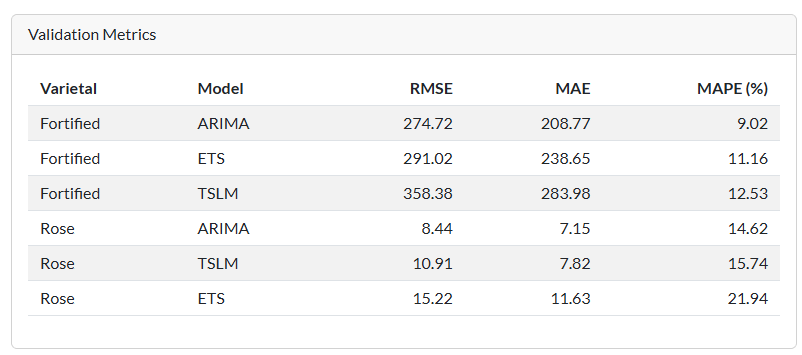 Validation Metrics
Varietal Model RMSE MAE MAPE (%)
Fortified ARIMA 274.72 208.77 9.02
Fortified ETS 291.02 238.65 11.16
Fortified TSLM 358.38 283.98 12.53
Rose ARIMA 8.44 7.15 14.62
Rose TSLM 10.91 7.82 15.74
Rose ETS 15.22 11.63 21.94